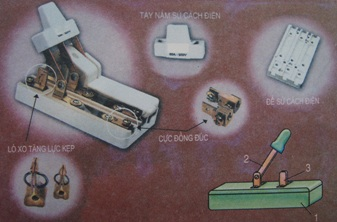 TAY NẮM SỨ CÁCH ĐIỆN
ĐẾ SỨ CÁCH ĐIỆN
LÒ XO TĂNG LỰC KẸP
CỰC ĐỒNG ĐÚC
2
3
1